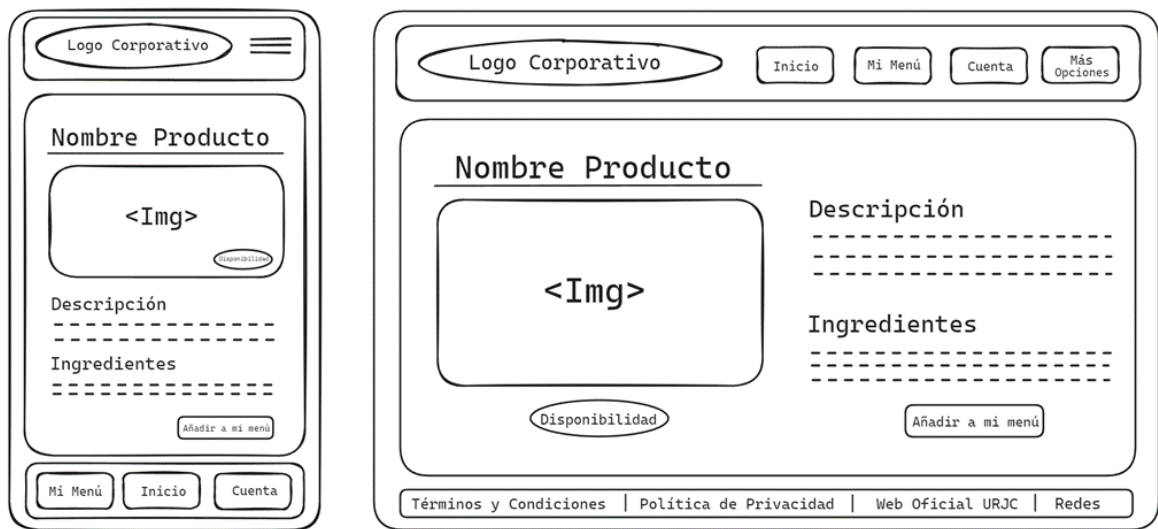 Logo Corporativo
Nombre Producto
<Img>
Disponibilidad
Descripción
Ingredientes
Añadir a mi menú
Mi Menú
Inicio
Cuenta
Logo Corporativo
Inicio
Mi Menú
Cuenta
Más
Opciones
Nombre Producto
<Img>
Disponibilidad
Descripción
Ingredientes
Añadir a mi menú
Términos y Condiciones | Política de Privacidad | Web Oficial URJC | Redes